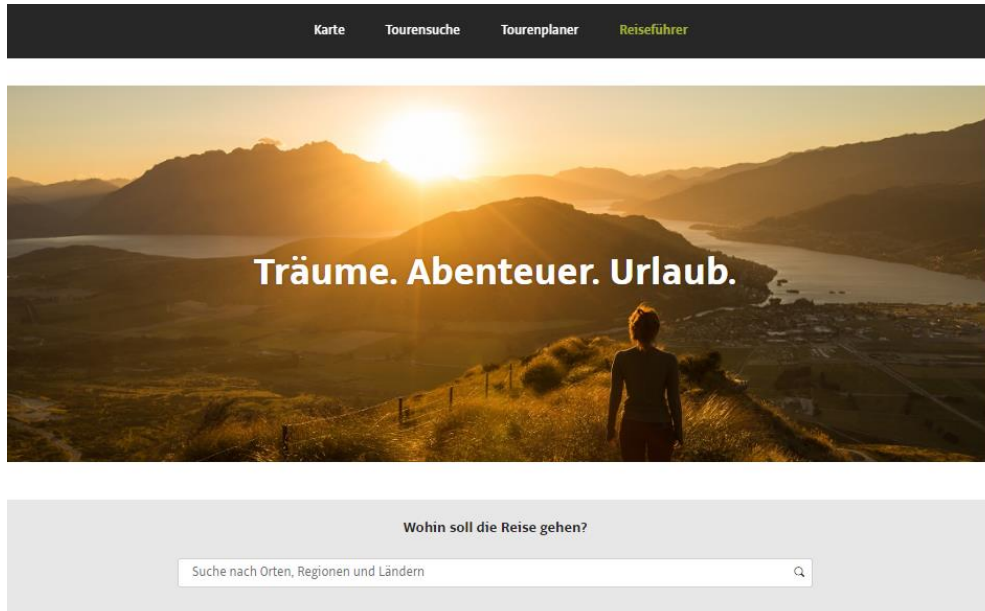 Karte Tourensuche Tourenplaner Reiseführer
Träume. Abenteuer. Urlaub.
Wohin soll die Reise gehen?
Suche nach Orten, Regionen und Ländern